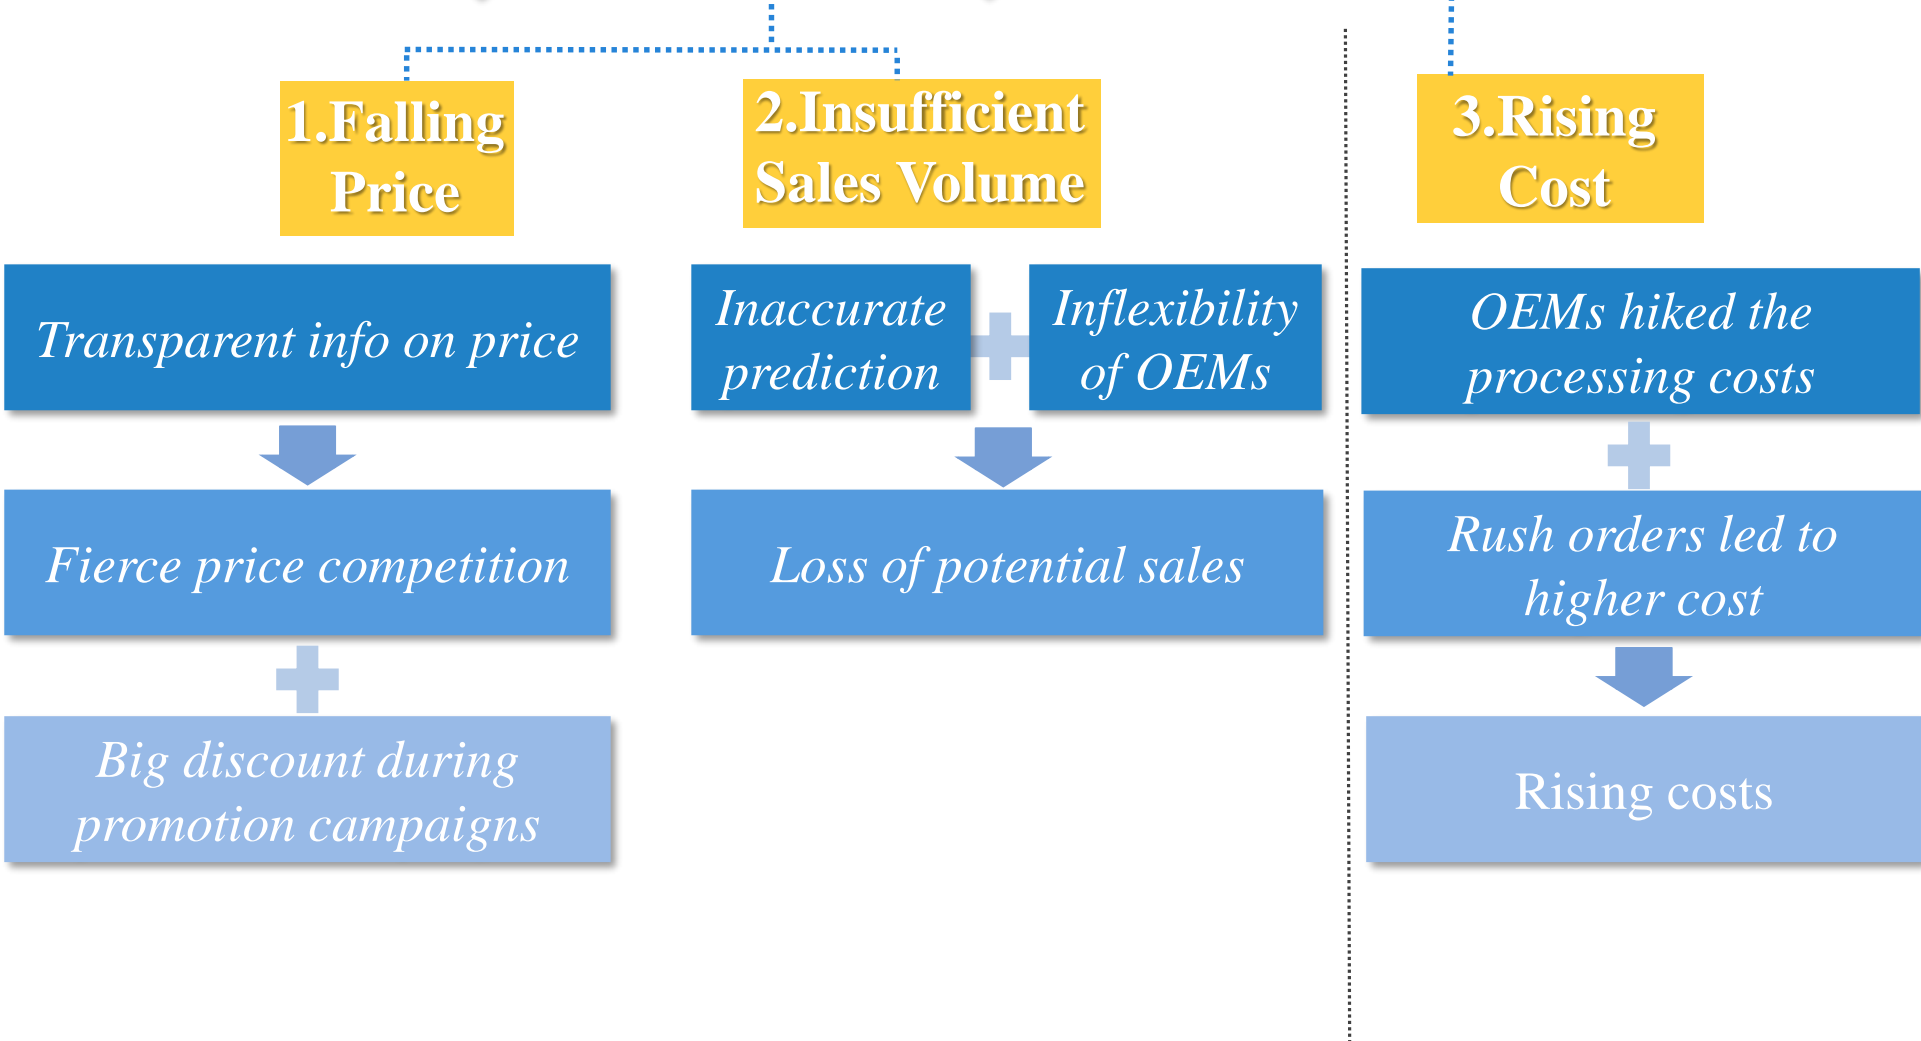 1.Falling
Price
2.Insufficient
Sales Volume
3.Rising
Cost
Transparent info on price
Fierce price competition
Big discount during
promotion campaigns
Inaccurate
prediction
Inflexibility
of OEMs
Loss of potential sales
OEMs hiked the
processing costs
Rush orders led to
higher cost
Rising costs